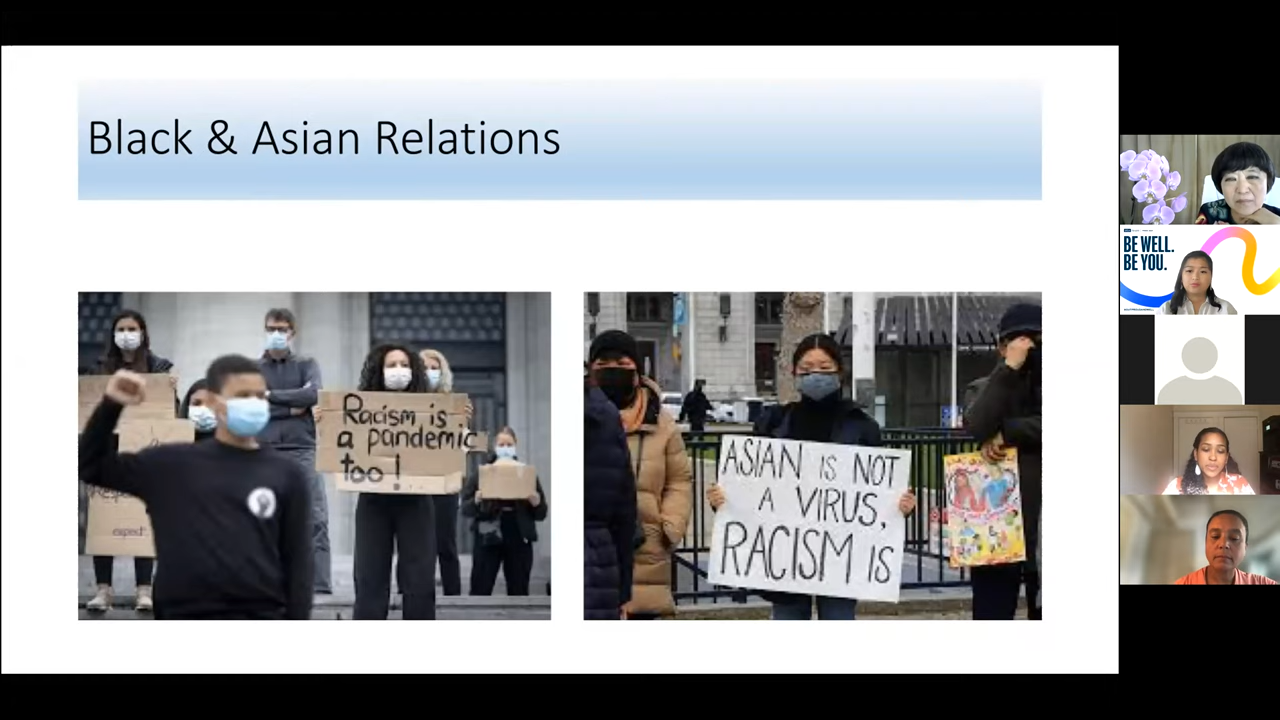 Black & Asian Relations
Racism is
a pandemic
too!
ASIAN IS NOT
A VIRUS,
RACISM IS
BE WELL.
BE YOU.